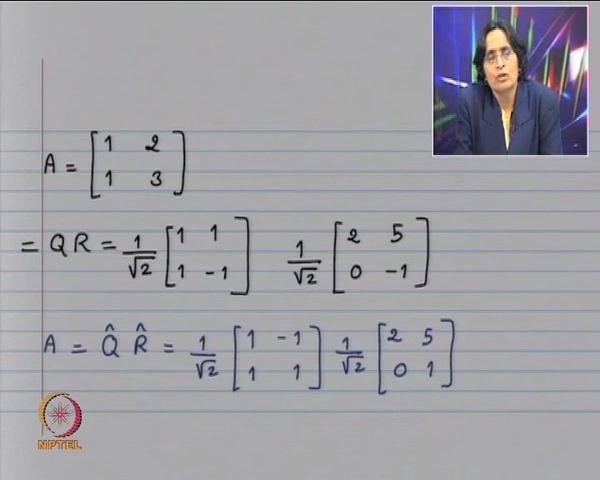 A = [ 1 2
1 3 ]
= QR = 1/√2 [ 1 1
1 -1 ] 1/√2 [ 2 5
0 -1 ]
A = Q̂ R̂ = 1/√2 [ 1 -1
1 1 ] 1/√2 [ 2 5
0 1 ]
NPTEL